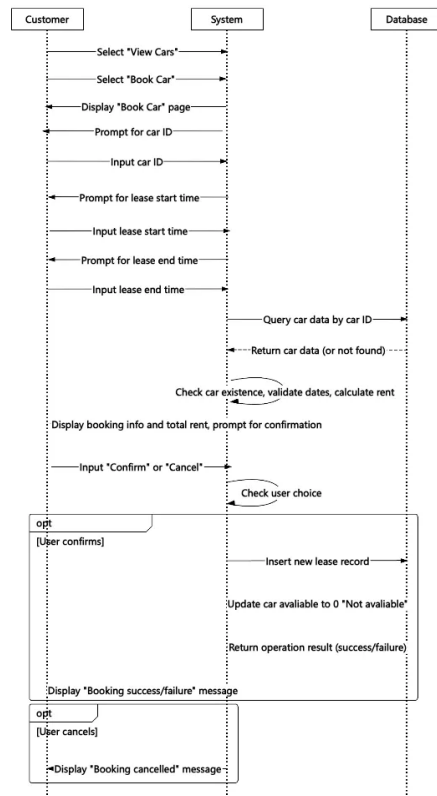 Customer
System
Database
Select "View Cars"
Select "Book Car"
Display "Book Car" page
Prompt for car ID
Input car ID
Prompt for lease start time
Input lease start time
Prompt for lease end time
Input lease end time
Query car data by car ID
Return car data (or not found)
Check car existence, validate dates, calculate rent
Display booking info and total rent, prompt for confirmation
Input "Confirm" or "Cancel"
Check user choice
opt
[User confirms]
Insert new lease record
Update car avaliable to 0 "Not avaliable"
Return operation result (success/failure)
Display "Booking success/failure" message
opt
[User cancels]
Display "Booking cancelled" message